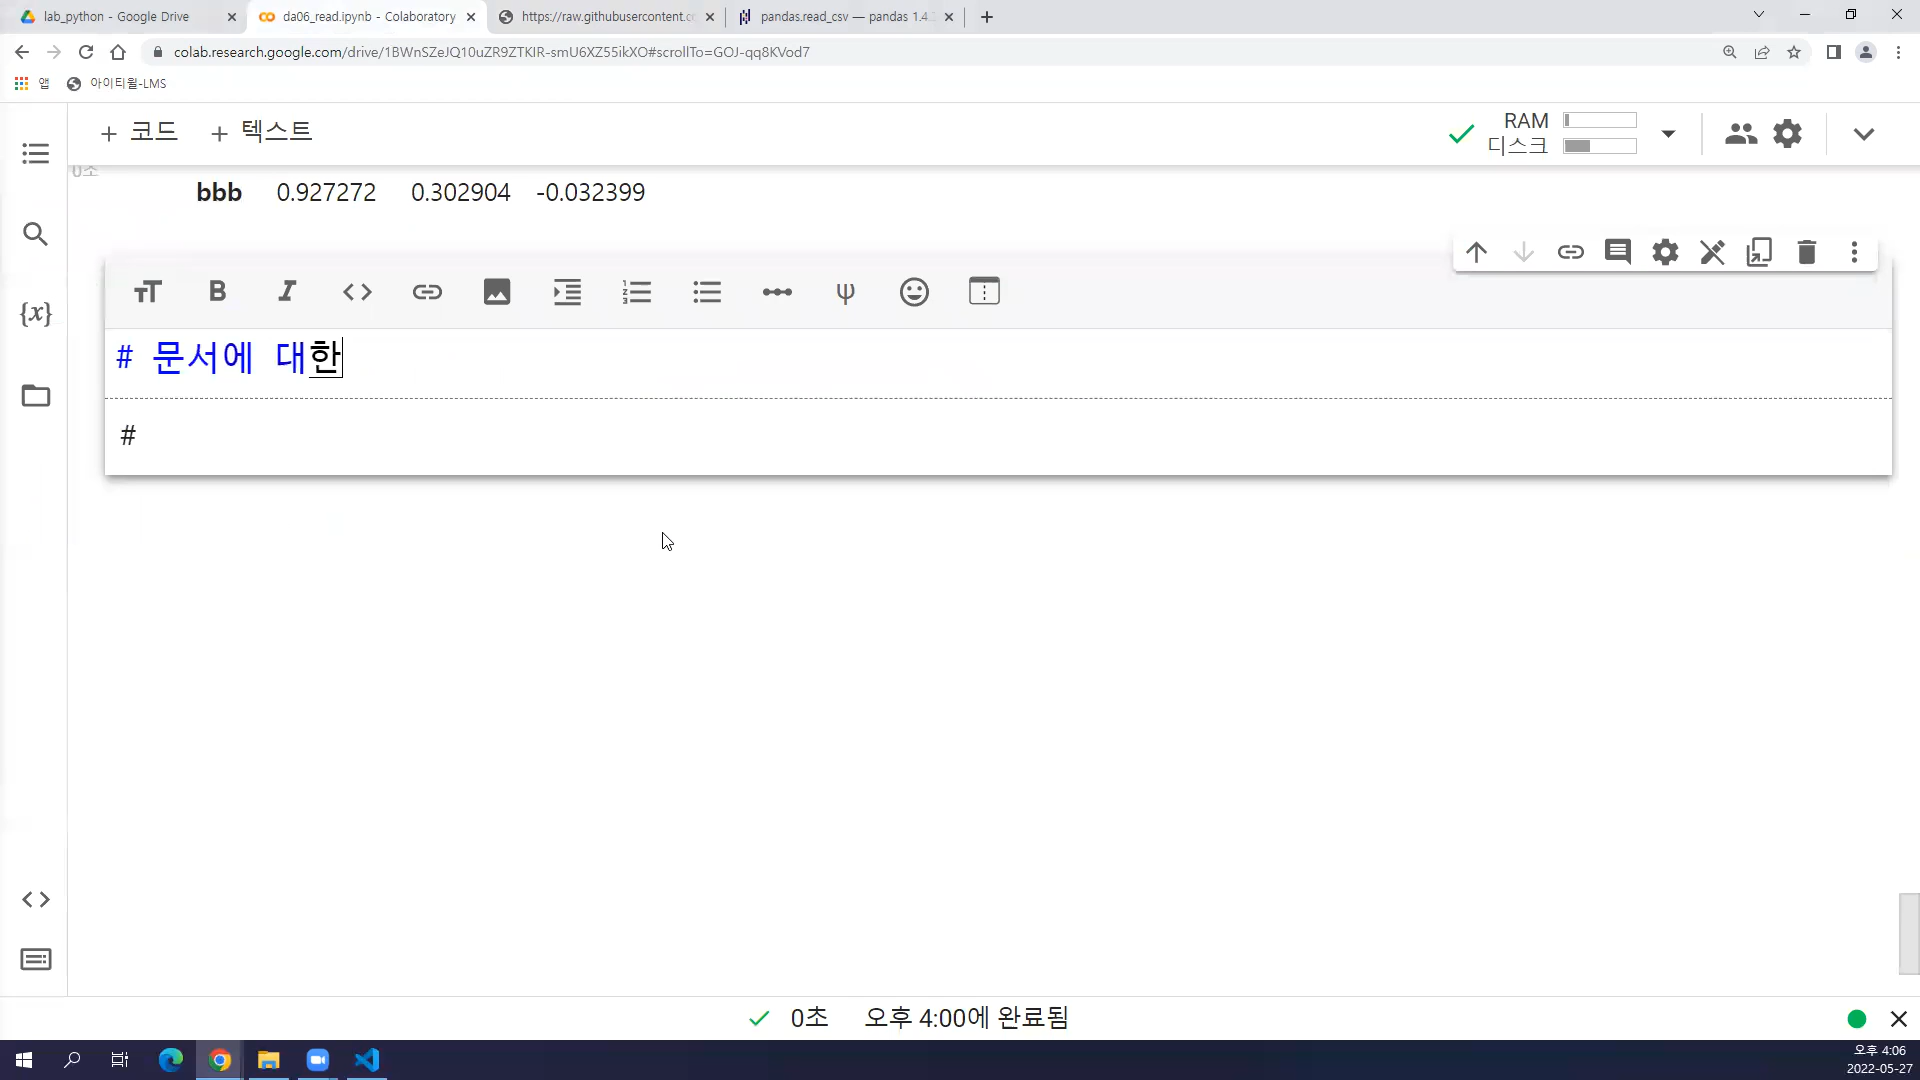 lab_python - Google Drive
da06_read.ipynb - Colaboratory
https://raw.githubusercontent.c
pandas.read_csv — pandas 1.4.
colab.research.google.com/drive/1BWnSZeJQ10uZR9ZTKIR-smU6XZ55ikXO#scrollTo=GOJ-qq8KVod7
앱
아이티윌-LMS
+ 코드
+ 텍스트
RAM
디스크
0초
bbb 0.927272 0.302904 -0.032399
# 문서에 대한
#
0초 오후 4:00에 완료됨
오후 4:06
2022-05-27